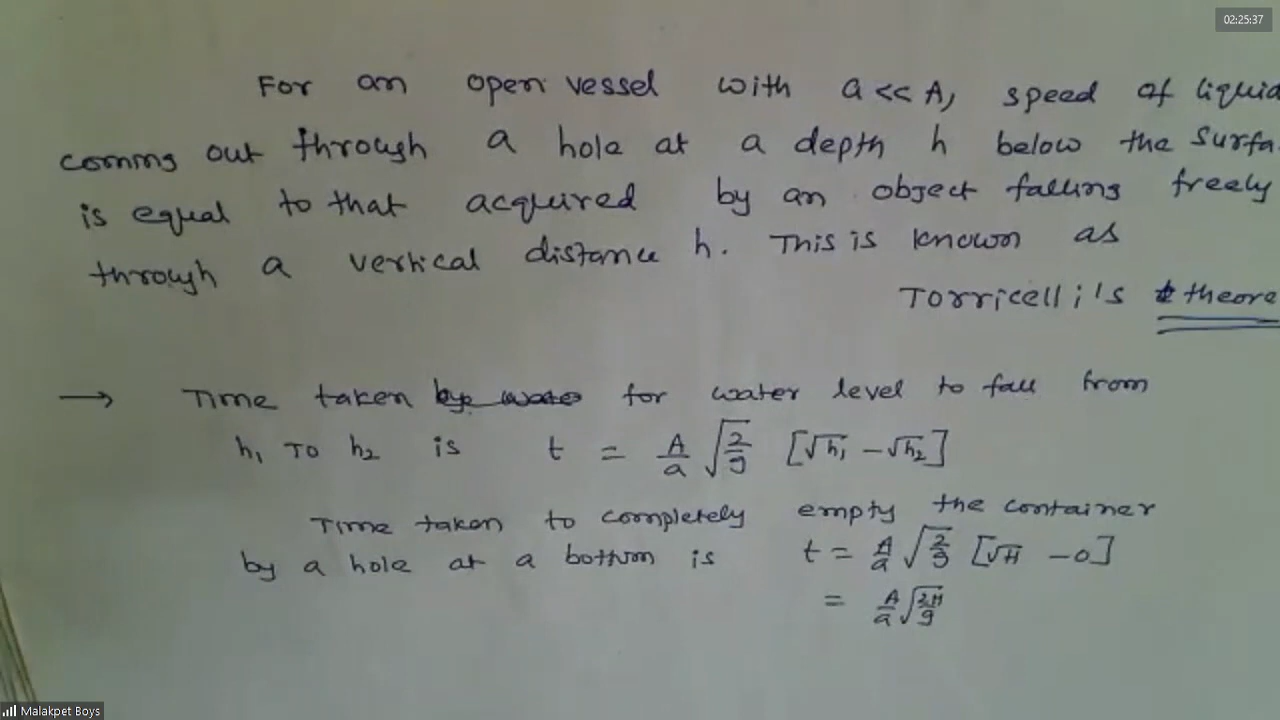 02:25:37
For an open vessel with a << A, speed of liquid
coming out through a hole at a depth h below the surfa
is equal to that acquired by an object falling freely
through a vertical distance h. This is known as
Torricelli's theore
→ Time taken for water level to fall from
h₁ To h₂ is t = A/a √(2/g) [√h₁ - √h₂]
Time taken to completely empty the container
by a hole at a bottom is t = A/a √(2/g) [√H - 0]
= A/a √(2H/g)
Malakpet Boys